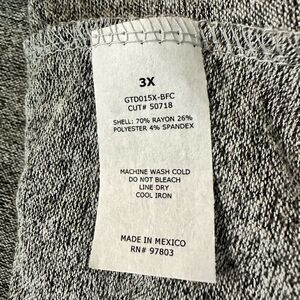 3X
GTD015X-BFC
CUT# 50718
SHELL: 70% RAYON 26%
POLYESTER 4% SPANDEX
MACHINE WASH COLD
DO NOT BLEACH
LINE DRY
COOL IRON
MADE IN MEXICO
RN# 97803